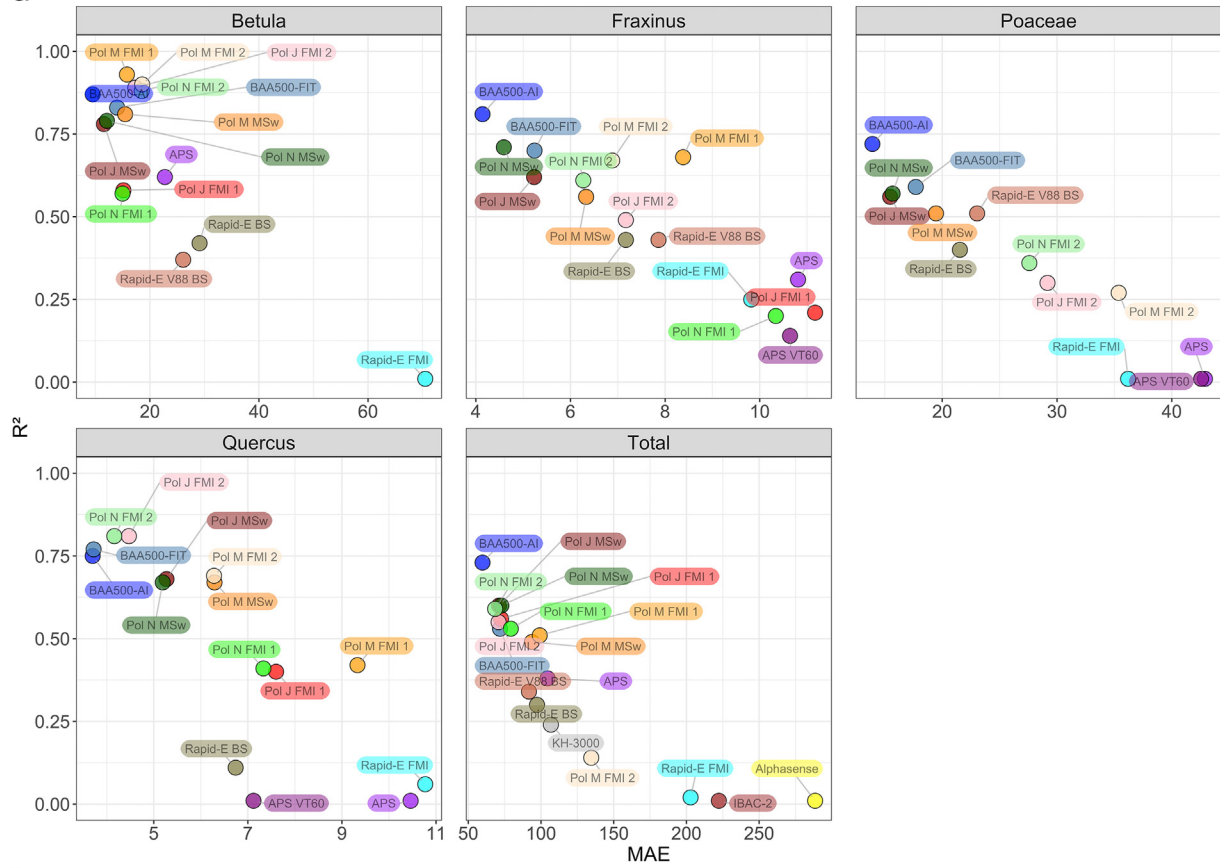 Betula
Fraxinus
Poaceae
1.00
0.75
0.50
0.25
0.00
Pol M FMI 1
Pol M FMI 2
Pol J FMI 2
BAA500-AI
Pol N FMI 2
BAA500-FIT
Pol M MSw
Pol N MSw
Pol J MSw
APS
Pol J FMI 1
Pol N FMI 1
Rapid-E BS
Rapid-E V88 BS
Rapid-E FMI
20
40
60
BAA500-AI
BAA500-FIT
Pol M FMI 2
Pol M FMI 1
Pol N MSw
Pol N FMI 2
Pol J MSw
Pol J FMI 2
Pol M MSw
Rapid-E V88 BS
Rapid-E BS
Rapid-E FMI
APS
Pol J FMI 1
Pol N FMI 1
APS VT60
4
6
8
10
BAA500-AI
Pol N MSw
BAA500-FIT
Rapid-E V88 BS
Pol J MSw
Pol M MSw
Rapid-E BS
Pol N FMI 2
Pol J FMI 2
Pol M FMI 2
Rapid-E FMI
APS
APS VT60
20
30
40
R²
Quercus
Total
1.00
0.75
0.50
0.25
0.00
Pol J FMI 2
Pol N FMI 2
Pol J MSw
BAA500-FIT
Pol M FMI 2
BAA500-AI
Pol M MSw
Pol N MSw
Pol N FMI 1
Pol M FMI 1
Pol J FMI 1
Rapid-E BS
Rapid-E FMI
APS VT60
APS
5
7
9
11
Pol J MSw
BAA500-AI
Pol N FMI 2
Pol N MSw
Pol J FMI 1
Pol N FMI 1
Pol M FMI 1
Pol J FMI 2
Pol M MSw
BAA500-FIT
Rapid-E V88 BS
APS
Rapid-E BS
KH-3000
Pol M FMI 2
Rapid-E FMI
Alphasense
IBAC-2
50
100
150
200
250
MAE